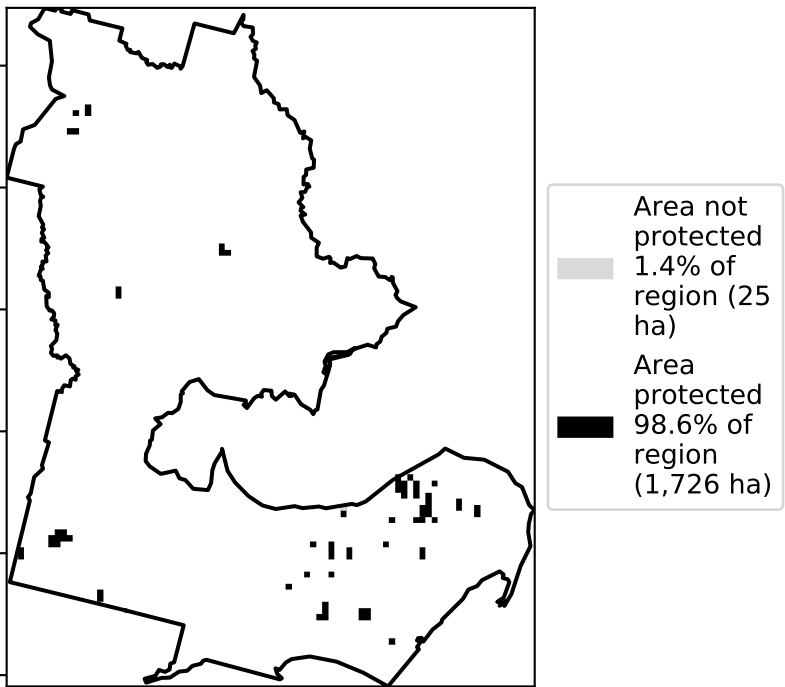 Area not
protected
1.4% of
region (25
ha)
Area
protected
98.6% of
region
(1,726 ha)